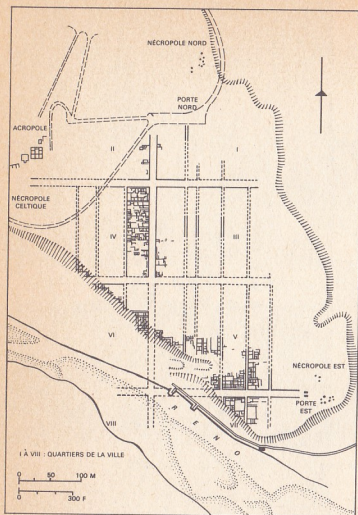 NÉCROPOLE NORD
PORTE
NORD
ACROPOLE
II
I
NÉCROPOLE
CELTIQUE
IV
III
VI
V
NÉCROPOLE EST
PORTE
EST
VII
VIII
RENO
I À VIII : QUARTIERS DE LA VILLE
0 50 100 M
0 300 F